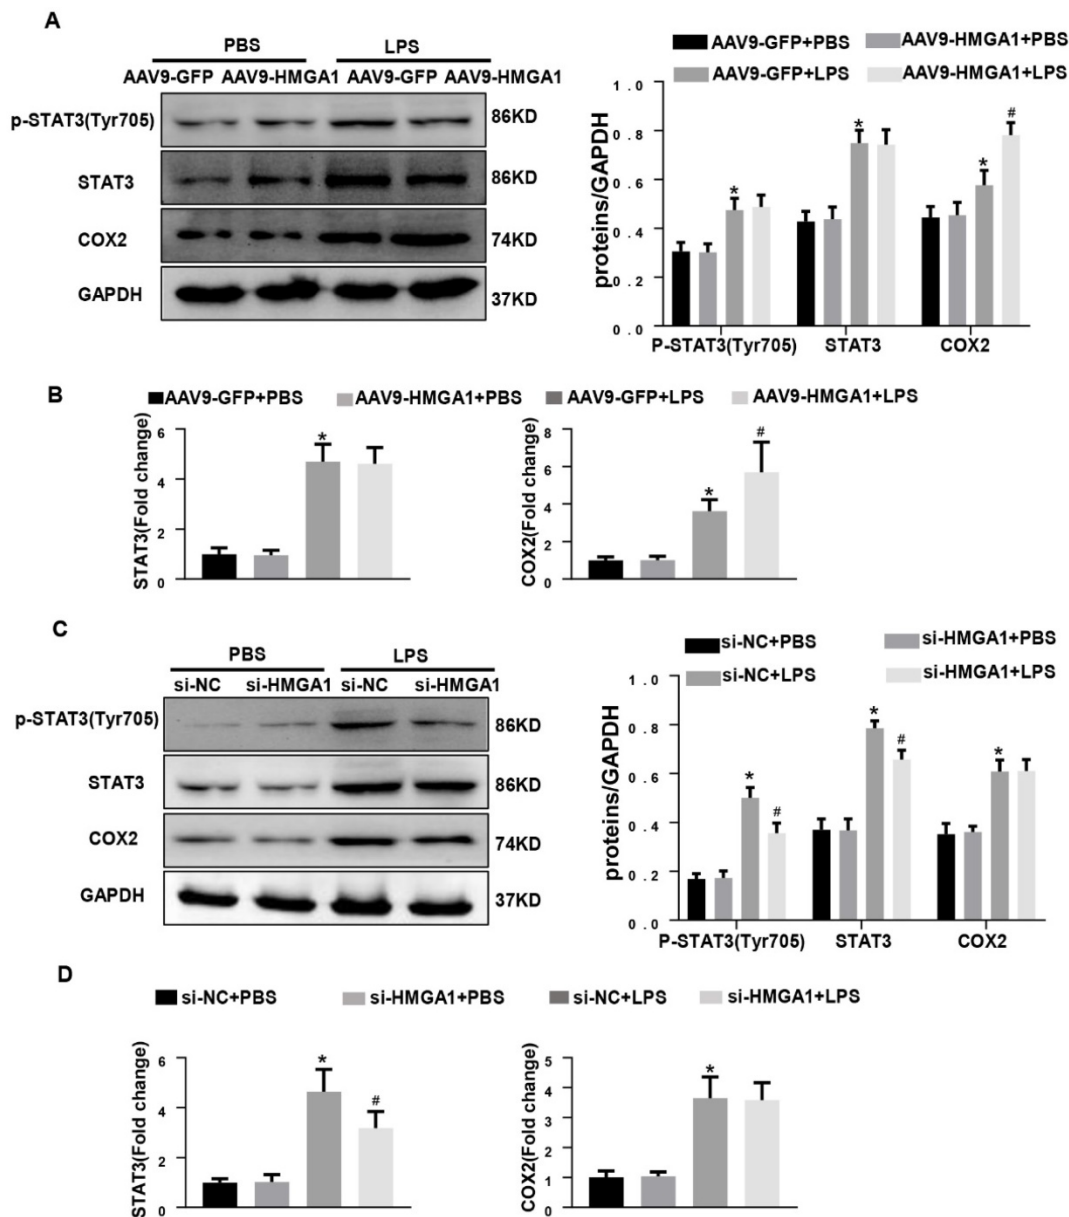 A
PBS LPS
AAV9-GFP AAV9-HMGA1 AAV9-GFP AAV9-HMGA1
p-STAT3(Tyr705) 86KD
STAT3 86KD
COX2 74KD
GAPDH 37KD
AAV9-GFP+PBS AAV9-HMGA1+PBS
AAV9-GFP+LPS AAV9-HMGA1+LPS
proteins/GAPDH
1.0
0.8
0.6
0.4
0.2
0.0
* * * #
P-STAT3(Tyr705) STAT3 COX2
B
AAV9-GFP+PBS AAV9-HMGA1+PBS AAV9-GFP+LPS AAV9-HMGA1+LPS
STAT3(Fold change)
6
4
2
0
*
COX2(Fold change)
8
6
4
2
0
* #
C
PBS LPS
si-NC si-HMGA1 si-NC si-HMGA1
p-STAT3(Tyr705) 86KD
STAT3 86KD
COX2 74KD
GAPDH 37KD
si-NC+PBS si-HMGA1+PBS
si-NC+LPS si-HMGA1+LPS
proteins/GAPDH
1.0
0.8
0.6
0.4
0.2
0.0
* # * # *
P-STAT3(Tyr705) STAT3 COX2
D
si-NC+PBS si-HMGA1+PBS si-NC+LPS si-HMGA1+LPS
STAT3(Fold change)
6
4
2
0
* #
COX2(Fold change)
5
4
3
2
1
0
*